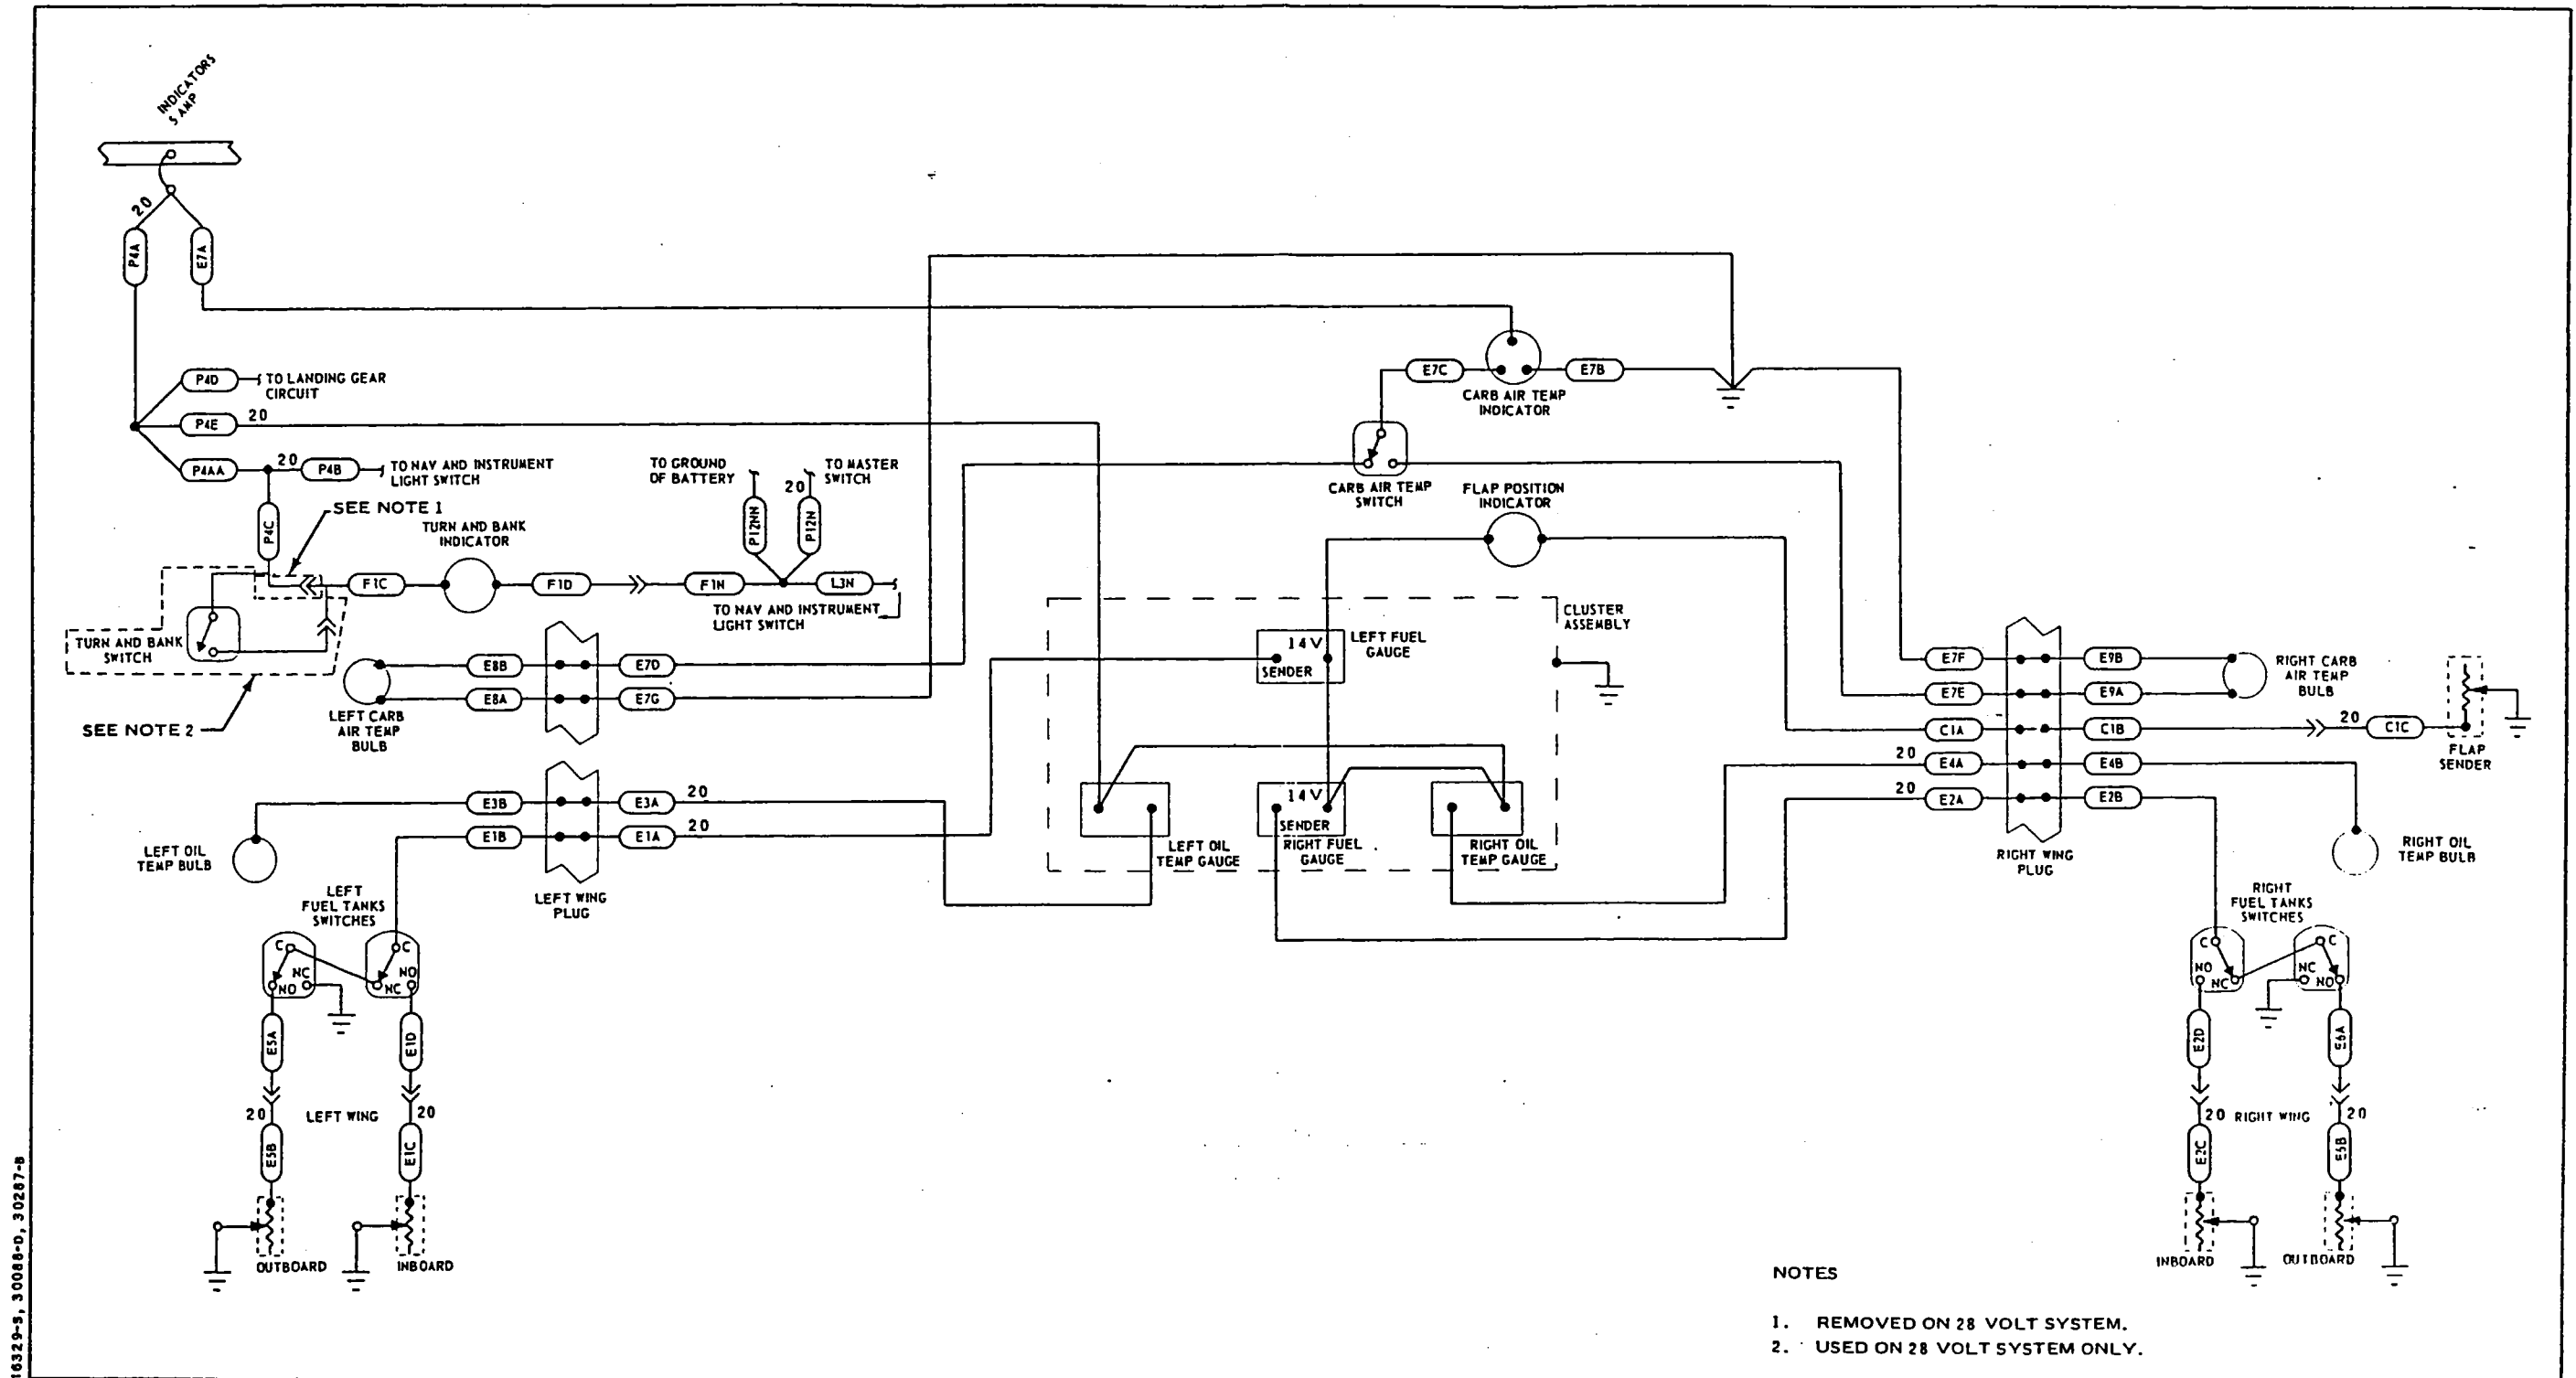 INDICATORS
5 AMP
20
P4A
E7A
P4D
TO LANDING GEAR
CIRCUIT
P4E
20
P4AA
20
P4B
TO NAV AND INSTRUMENT
LIGHT SWITCH
P4C
SEE NOTE 1
TURN AND BANK
INDICATOR
F1C
F1D
F1N
L3N
TO GROUND
OF BATTERY
P12NN
20
P12N
TO MASTER
SWITCH
TO NAV AND INSTRUMENT
LIGHT SWITCH
TURN AND BANK
SWITCH
SEE NOTE 2
LEFT CARB
AIR TEMP
BULB
E8B
E7D
E8A
E7G
E7C
E7B
CARB AIR TEMP
INDICATOR
CARB AIR TEMP
SWITCH
FLAP POSITION
INDICATOR
CLUSTER
ASSEMBLY
14V
SENDER
LEFT FUEL
GAUGE
LEFT OIL
TEMP GAUGE
14V
SENDER
RIGHT FUEL
GAUGE
RIGHT OIL
TEMP GAUGE
E3B
E3A
20
E1B
E1A
20
LEFT OIL
TEMP BULB
LEFT WING
PLUG
LEFT
FUEL TANKS
SWITCHES
C
NC
NO
C
NO
NC
E5A
E1D
20
LEFT WING
20
E5B
E1C
OUTBOARD
INBOARD
E7F
E9B
RIGHT CARB
AIR TEMP
BULB
E7E
E9A
C1A
C1B
20
C1C
FLAP
SENDER
20
E4A
E4B
20
E2A
E2B
RIGHT WING
PLUG
RIGHT OIL
TEMP BULB
RIGHT
FUEL TANKS
SWITCHES
C
NO
NC
C
NC
NO
E2D
E6A
20
RIGHT WING
20
E2C
E6B
INBOARD
OUTBOARD
NOTES
1. REMOVED ON 28 VOLT SYSTEM.
2. USED ON 28 VOLT SYSTEM ONLY.
30088-D, 30287-B